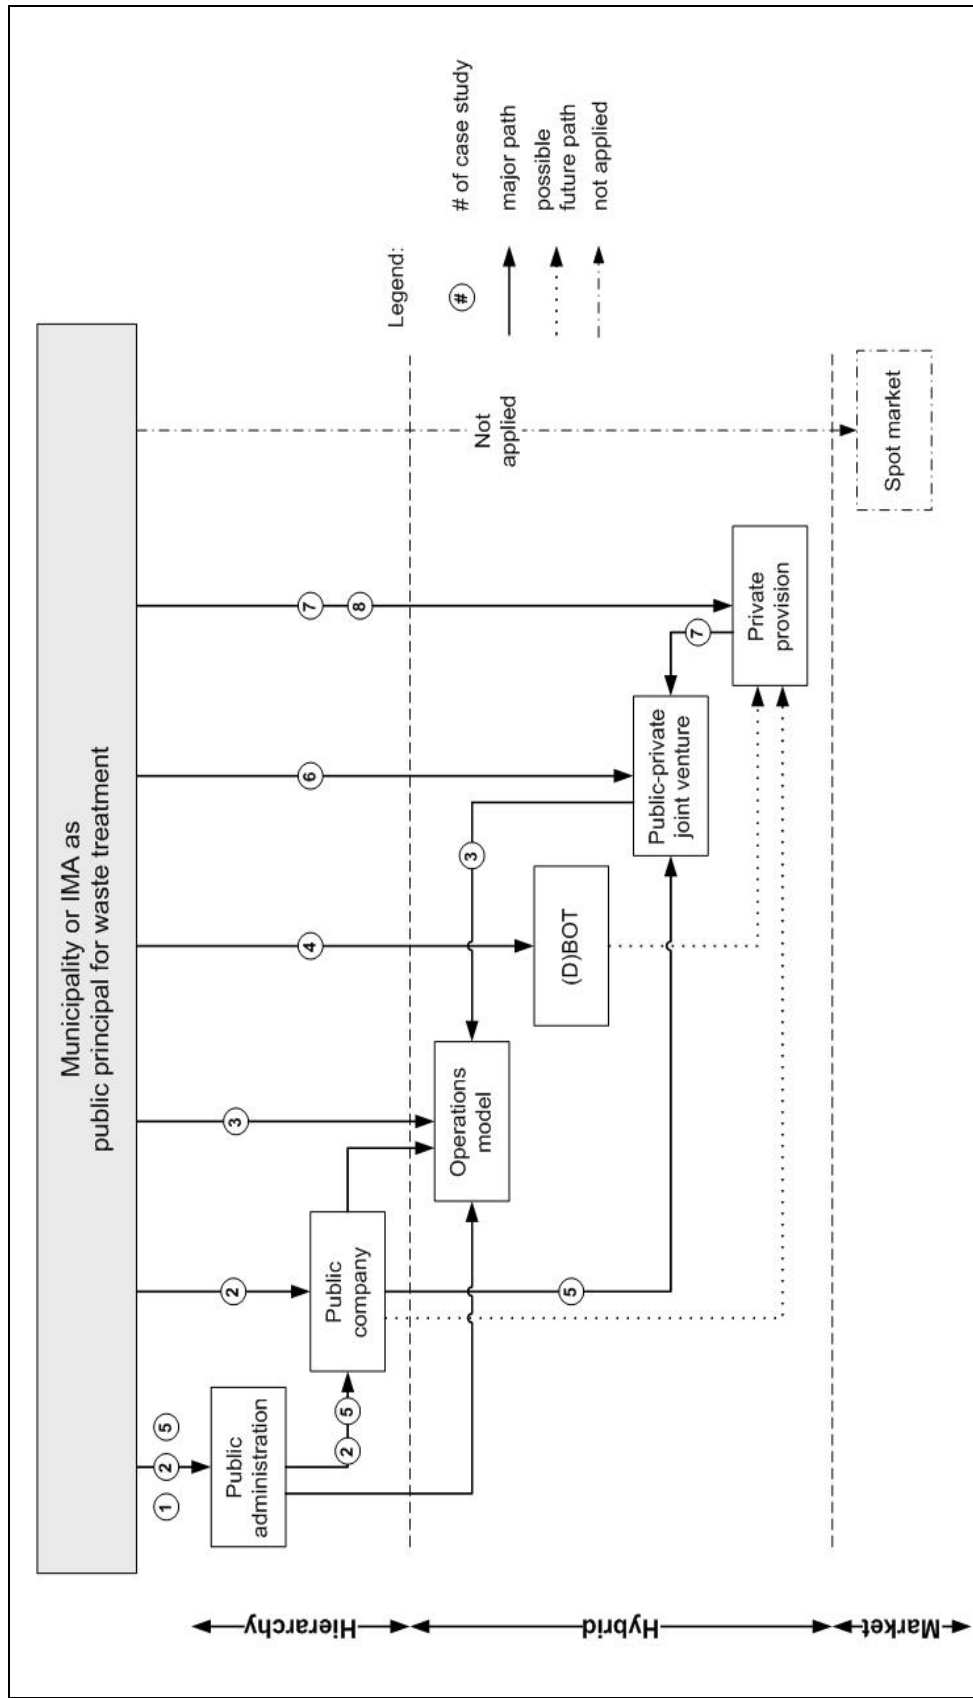 Municipality or IMA as
public principal for waste treatment
1
2
5
Public
administration
2
5
2
Public
company
5
3
Operations
model
3
4
(D)BOT
6
Public-private
joint venture
7
8
7
Private
provision
Not
applied
Spot market
Legend:
#
# of case study
major path
possible
future path
not applied
Hierarchy
Hybrid
Market